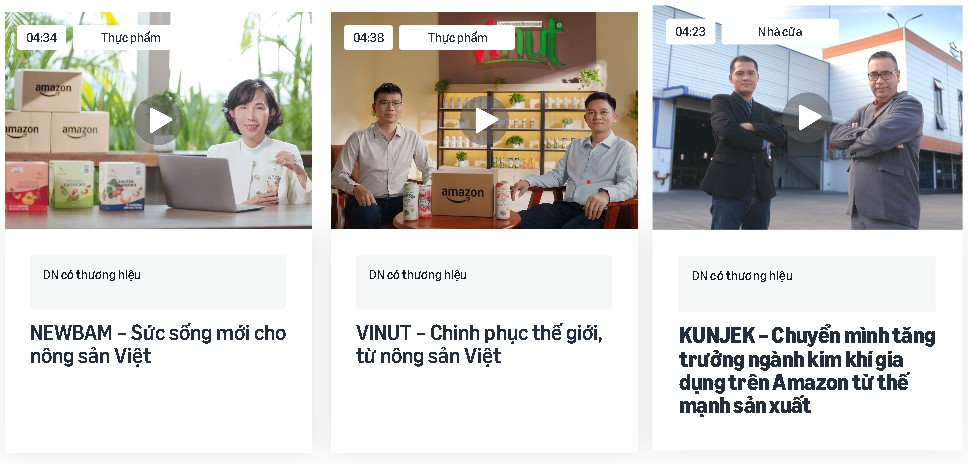 04:34
Thực phẩm
amazon
amazon
amazon
DN có thương hiệu
NEWBAM – Sức sống mới cho
nông sản Việt
04:38
Thực phẩm
Vinut
amazon
DN có thương hiệu
VINUT – Chinh phục thế giới,
từ nông sản Việt
04:23
Nhà cửa
DN có thương hiệu
KUNJEK – Chuyển mình tăng
trưởng ngành kim khí gia
dụng trên Amazon từ thế
mạnh sản xuất